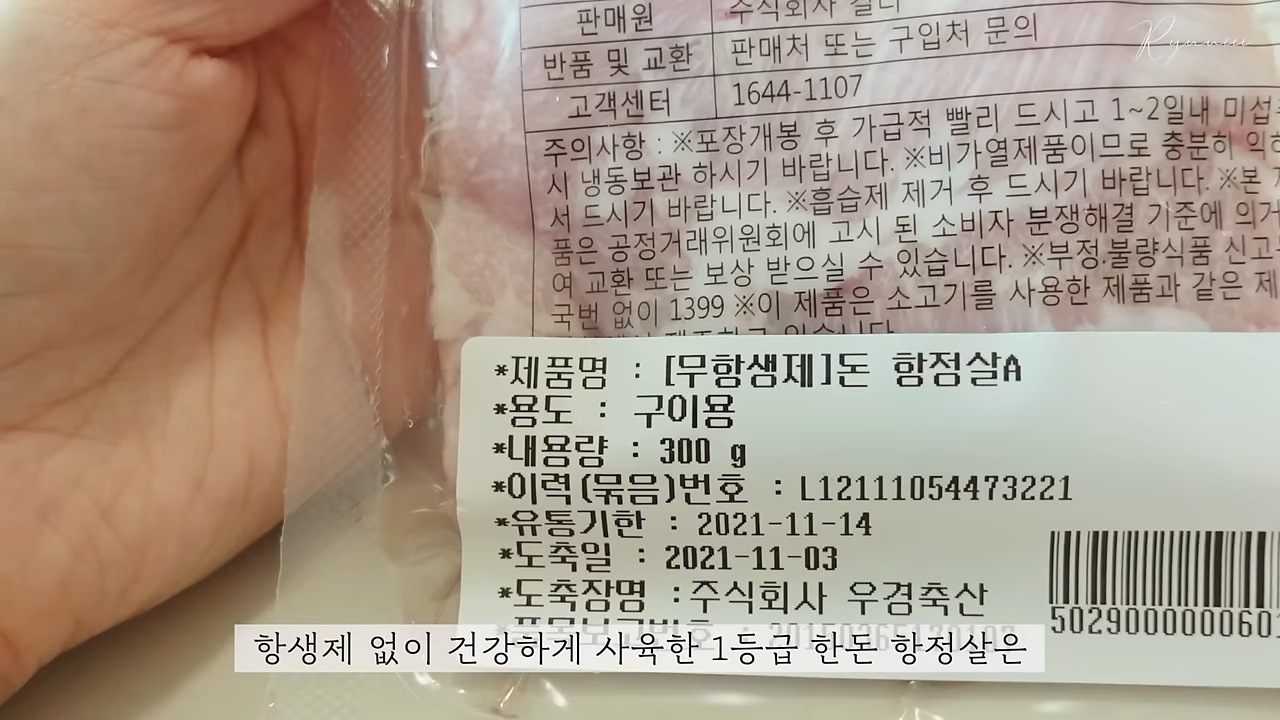 판매원 주식회사 컬리
반품 및 교환 판매처 또는 구입처 문의
고객센터 1644-1107
주의사항 : ※포장개봉 후 가급적 빨리 드시고 1~2일내 미섭
시 냉동보관 하시기 바랍니다. ※비가열제품이므로 충분히 익혀
서 드시기 바랍니다. ※흡습제 제거 후 드시기 바랍니다. ※본
품은 공정거래위원회에 고시 된 소비자 분쟁해결 기준에 의거
여 교환 또는 보상 받으실 수 있습니다. ※부정.불량식품 신고
국번 없이 1399 ※이 제품은 소고기를 사용한 제품과 같은 제
*제품명 : [무항생제]돈 항정살A
*용도 : 구이용
*내용량 : 300 g
*이력(묶음)번호 : L12111054473221
*유통기한 : 2021-11-14
*도축일 : 2021-11-03
*도축장명 :주식회사 우경축산
502900000060
항생제 없이 건강하게 사육한 1등급 한돈 항정살은